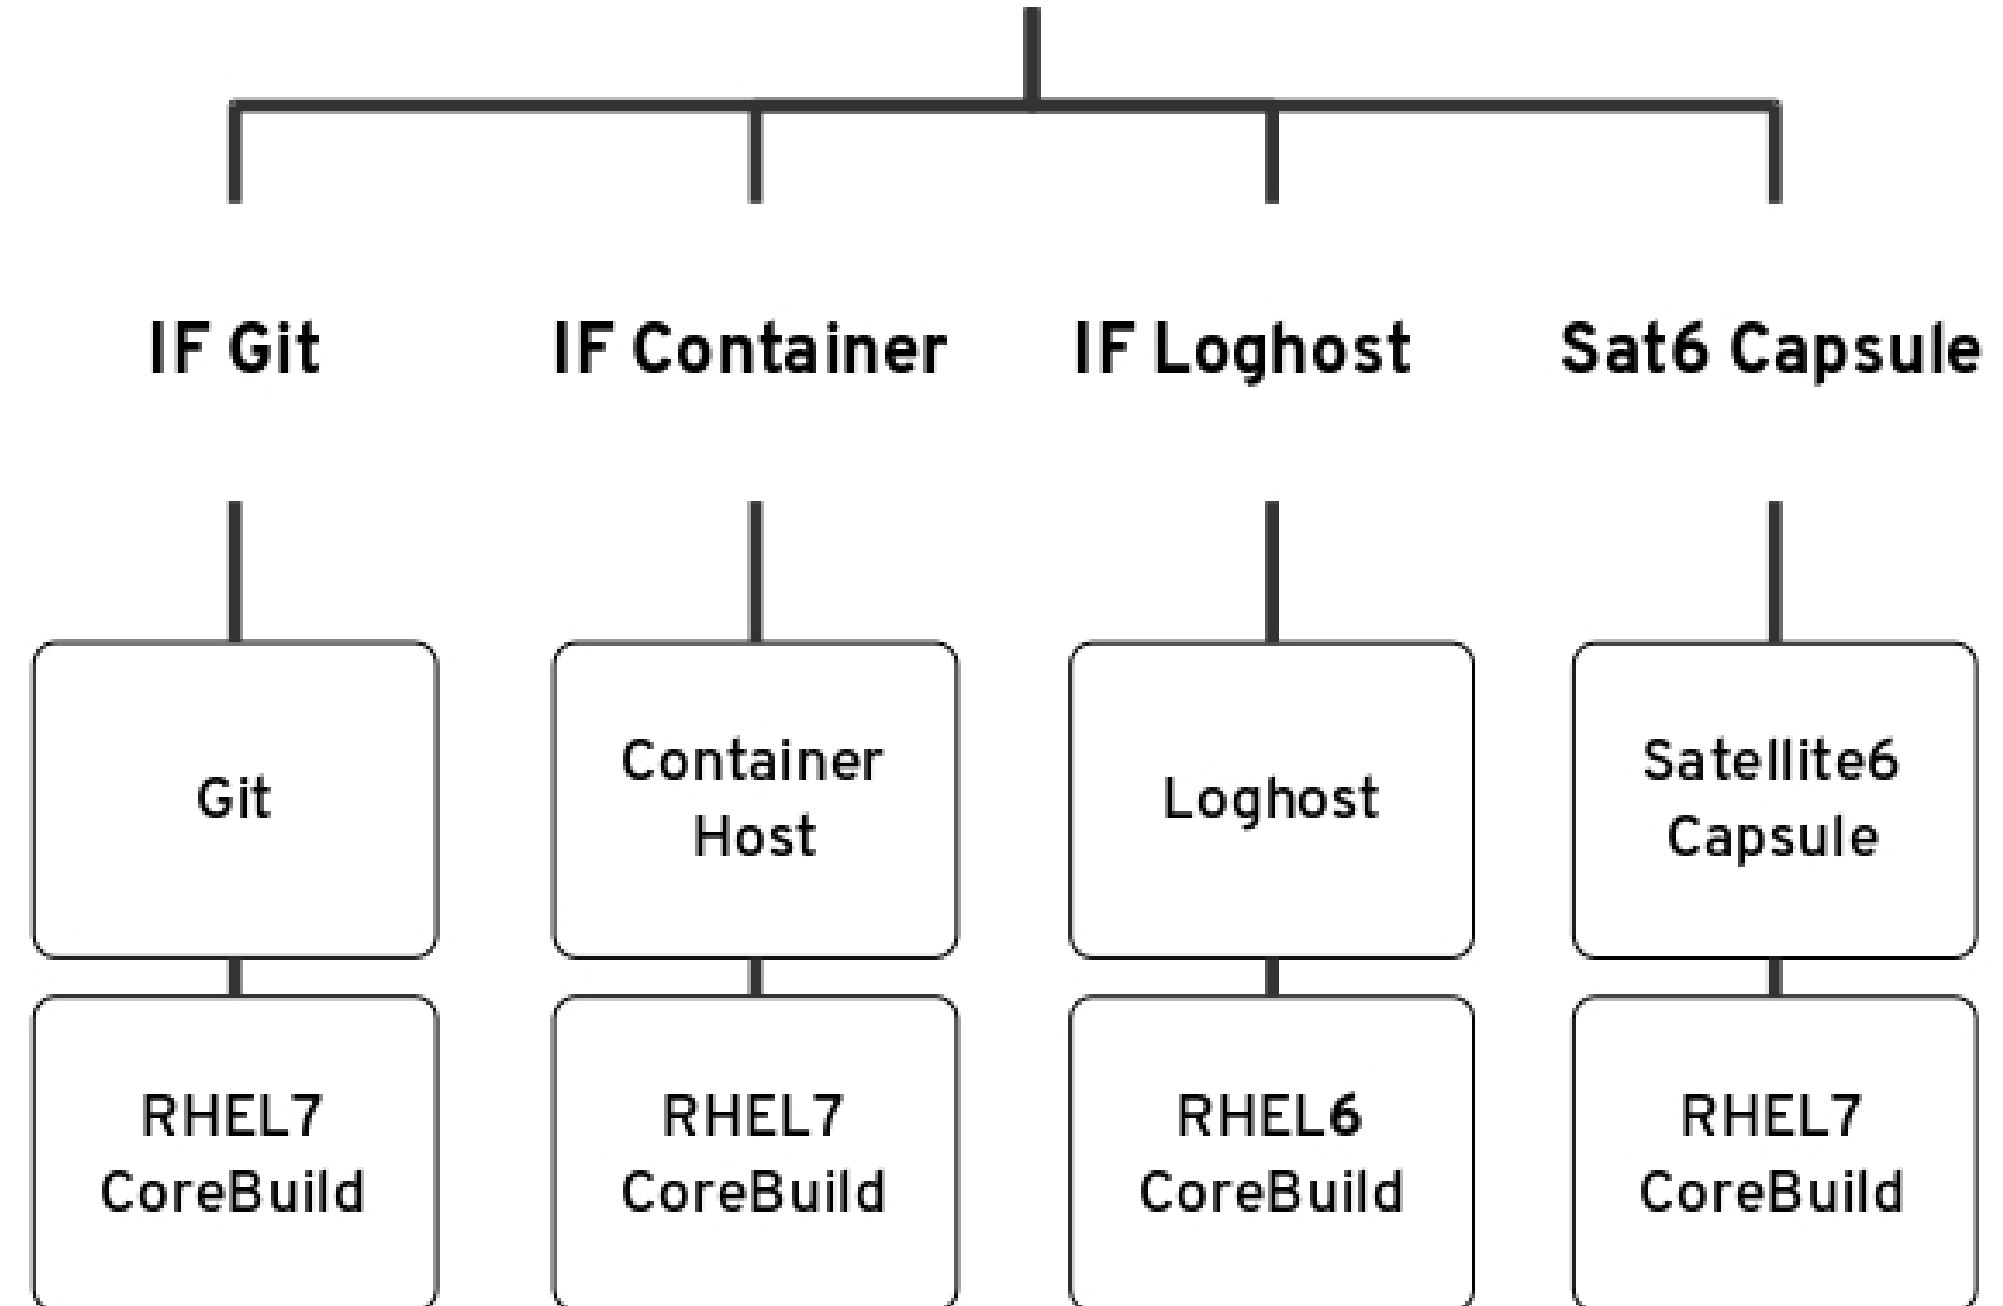 IF Git
IF Container
IF Loghost
Sat6 Capsule
Git
Container
Host
Loghost
Satellite6
Capsule
RHEL7
CoreBuild
RHEL7
CoreBuild
RHEL6
CoreBuild
RHEL7
CoreBuild